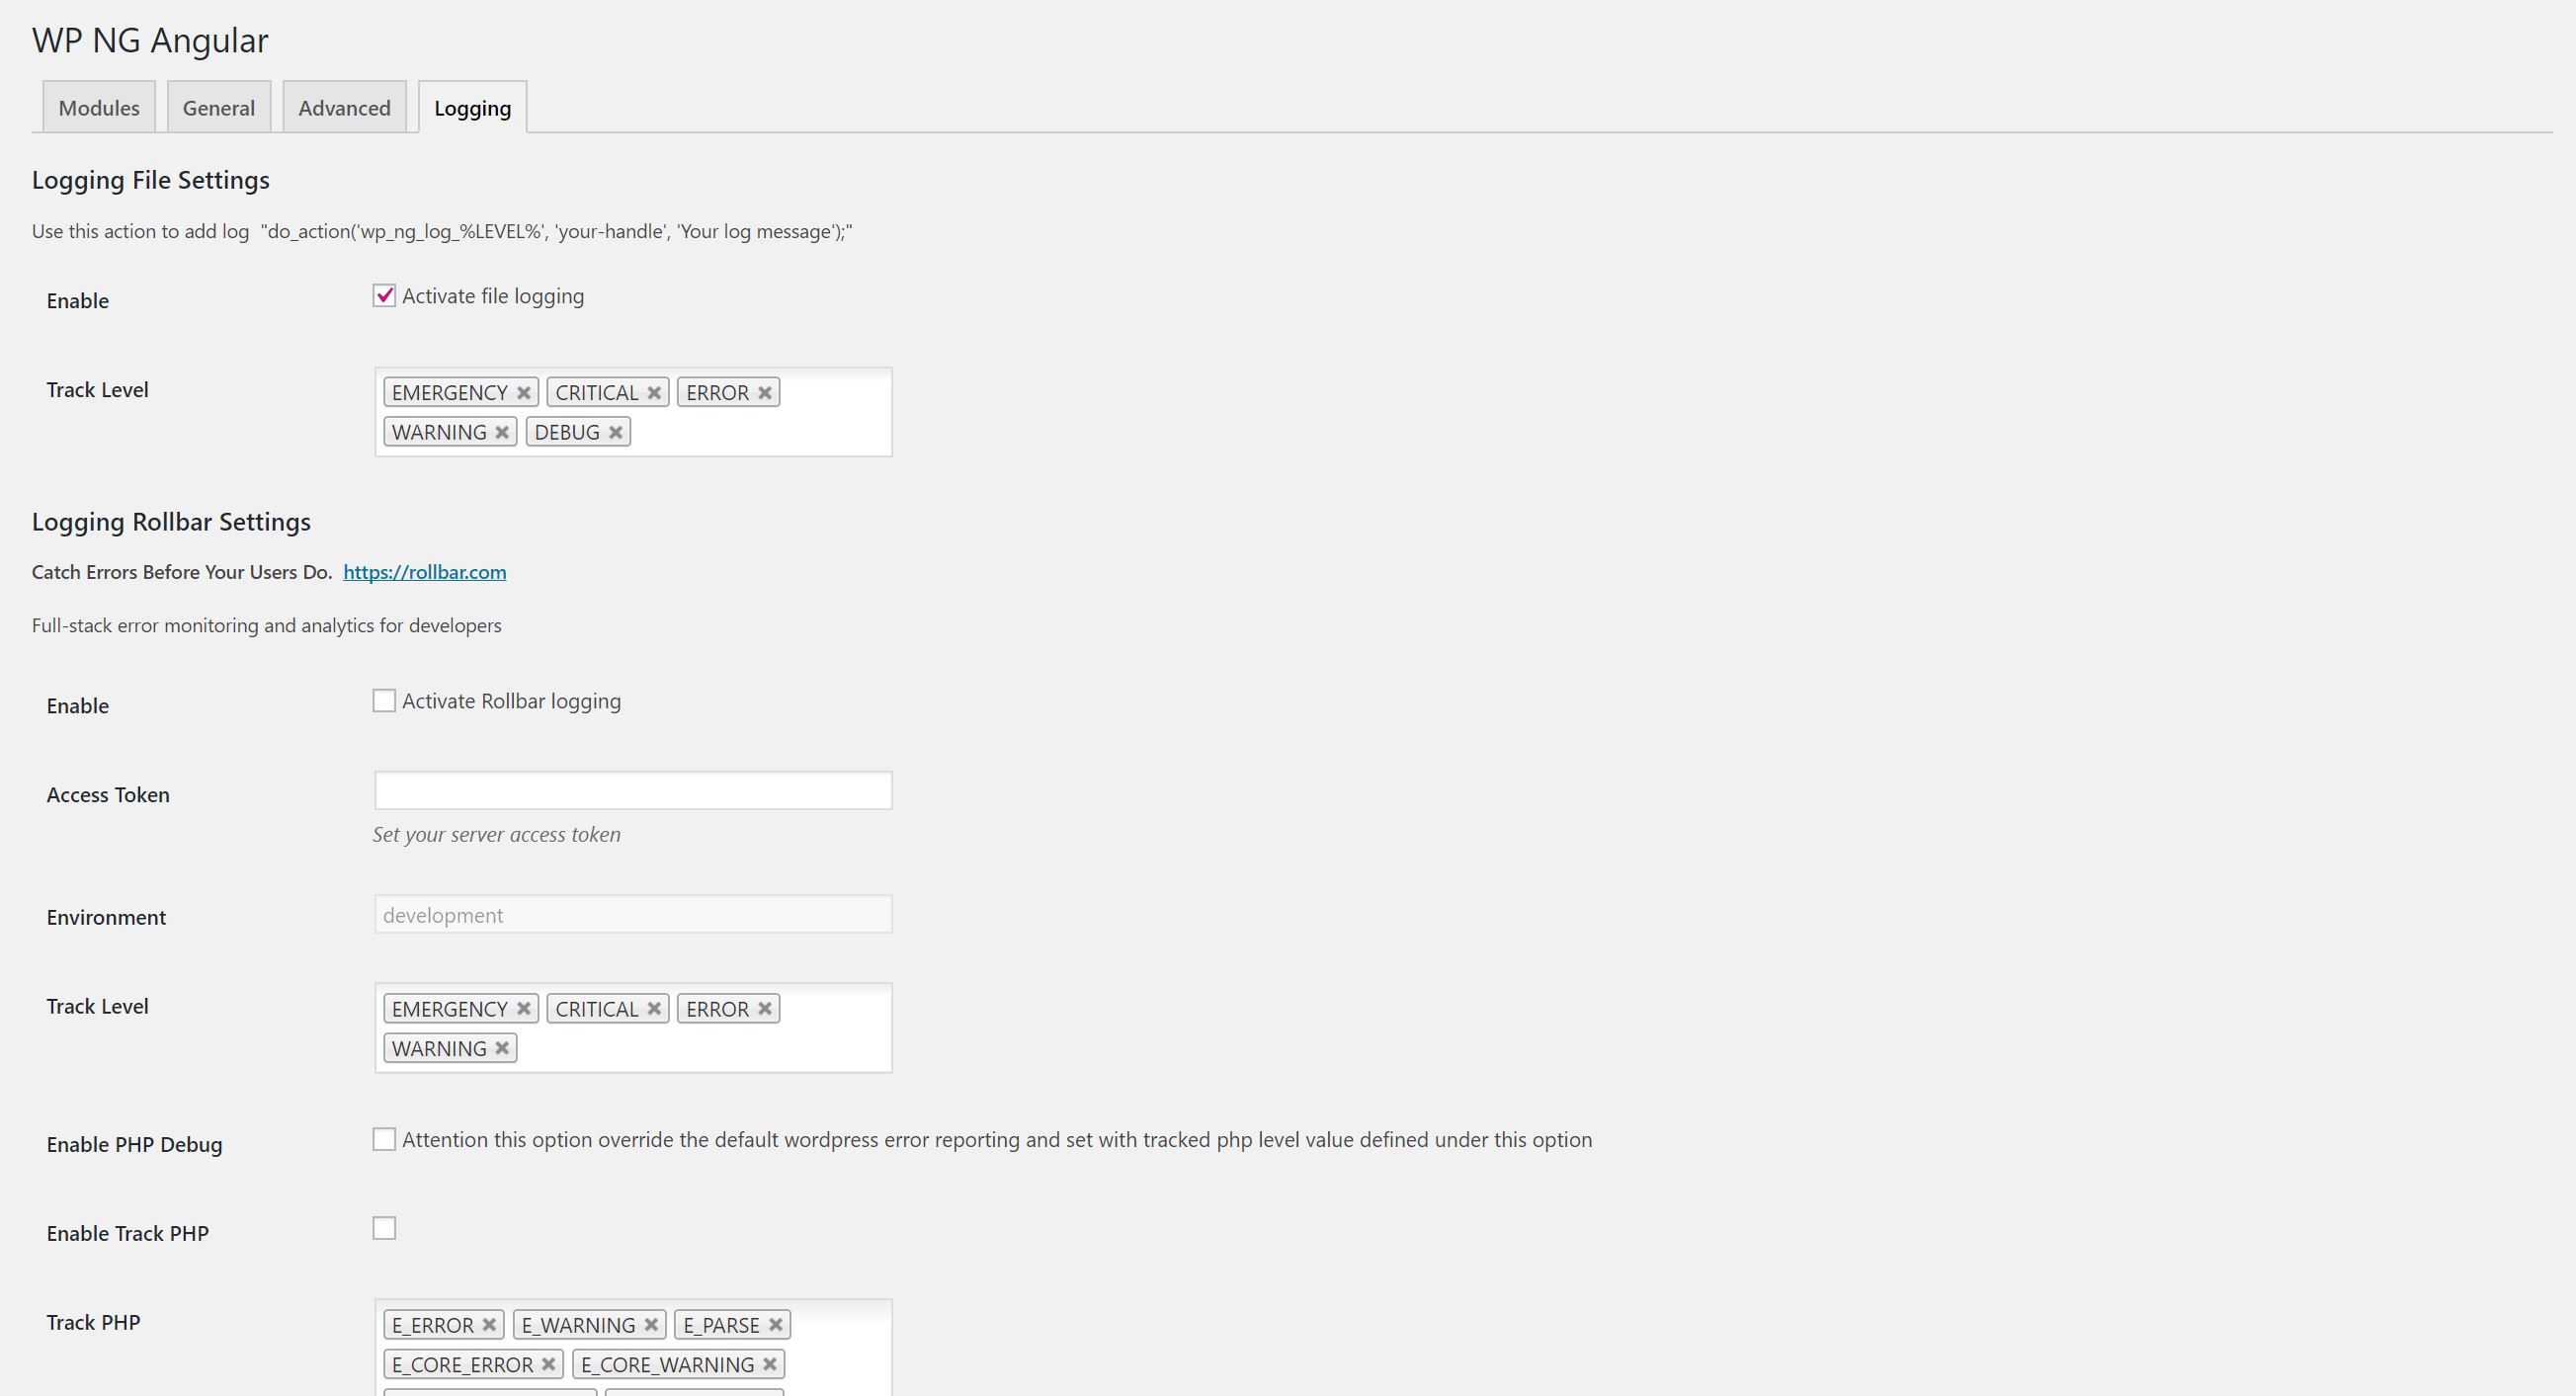 WP NG Angular
Modules General Advanced Logging
Logging File Settings
Use this action to add log "do_action('wp_ng_log_%LEVEL%', 'your-handle', 'Your log message');"
Enable Activate file logging
Track Level EMERGENCY CRITICAL ERROR
WARNING DEBUG
Logging Rollbar Settings
Catch Errors Before Your Users Do. https://rollbar.com
Full-stack error monitoring and analytics for developers
Enable Activate Rollbar logging
Access Token
Set your server access token
Environment development
Track Level EMERGENCY CRITICAL ERROR
WARNING
Enable PHP Debug Attention this option override the default wordpress error reporting and set with tracked php level value defined under this option
Enable Track PHP
Track PHP E_ERROR E_WARNING E_PARSE
E_CORE_ERROR E_CORE_WARNING